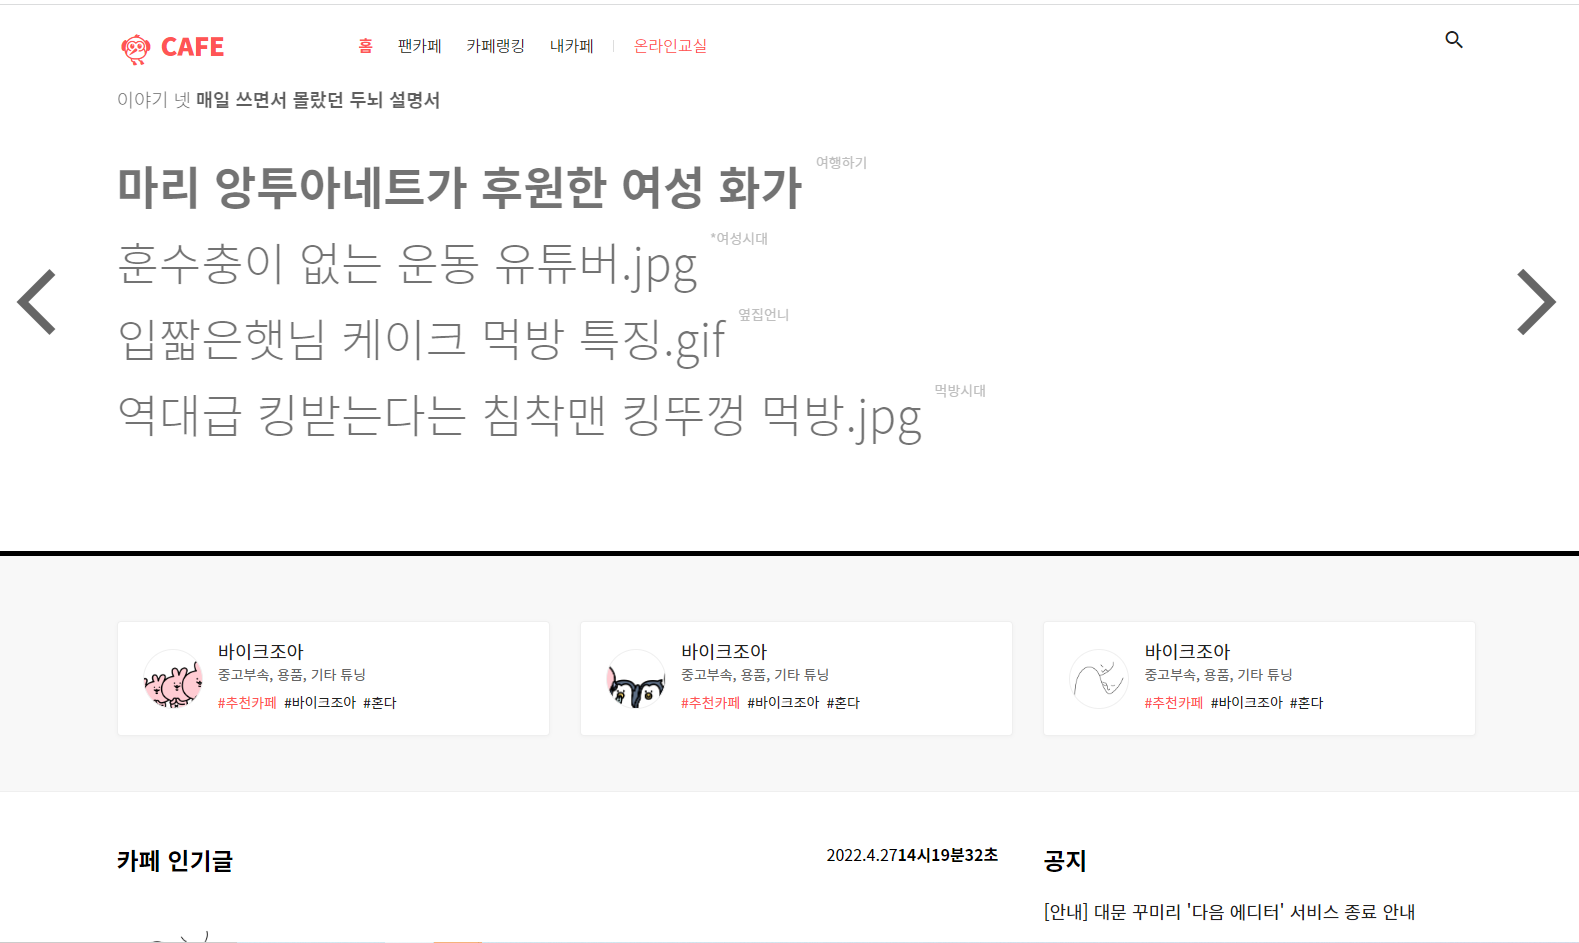 CAFE 홈 팬카페 카페랭킹 내카페 온라인교실
이야기 넷 매일 쓰면서 몰랐던 두뇌 설명서
마리 앙투아네트가 후원한 여성 화가 여행하기
훈수충이 없는 운동 유튜버.jpg *여성시대
입짧은햇님 케이크 먹방 특징.gif 옆집언니
역대급 킹받는다는 침착맨 킹뚜껑 먹방.jpg 먹방시대
바이크조아
중고부속, 용품, 기타 튜닝
#추천카페 #바이크조아 #혼다
바이크조아
중고부속, 용품, 기타 튜닝
#추천카페 #바이크조아 #혼다
바이크조아
중고부속, 용품, 기타 튜닝
#추천카페 #바이크조아 #혼다
카페 인기글
2022.4.2714시19분32초
공지
[안내] 대문 꾸미리 '다음 에디터' 서비스 종료 안내